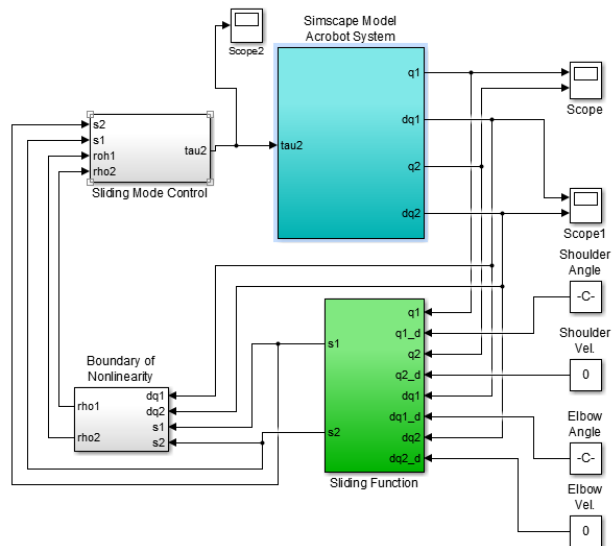 Simscape Model
Acrobot System
Scope2
q1
dq1
q2
dq2
tau2
Scope
Scope1
s2
s1
roh1
rho2
tau2
Sliding Mode Control
Shoulder
Angle
-C-
Shoulder
Vel.
0
Elbow
Angle
-C-
Elbow
Vel.
0
q1
q1_d
q2
q2_d
dq1
dq1_d
dq2
dq2_d
s1
s2
Sliding Function
Boundary of
Nonlinearity
dq1
dq2
s1
s2
rho1
rho2